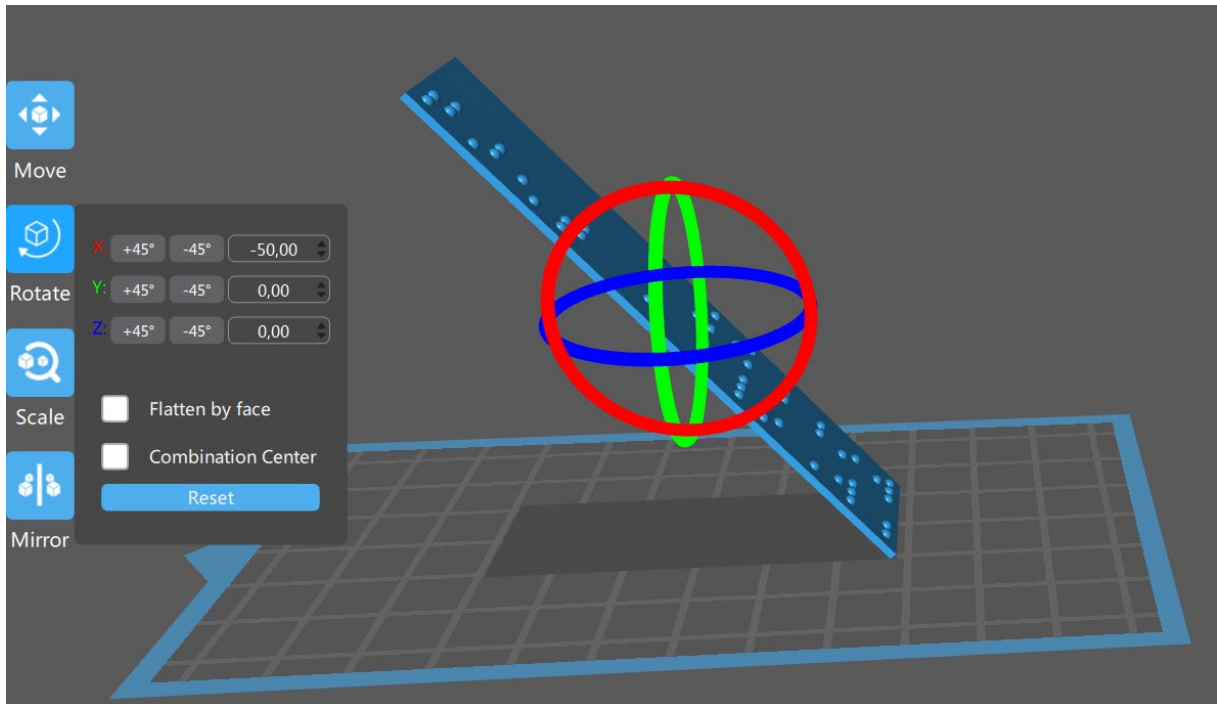 Move
Rotate
Scale
Mirror
X: +45° -45° -50,00
Y: +45° -45° 0,00
Z: +45° -45° 0,00
Flatten by face
Combination Center
Reset